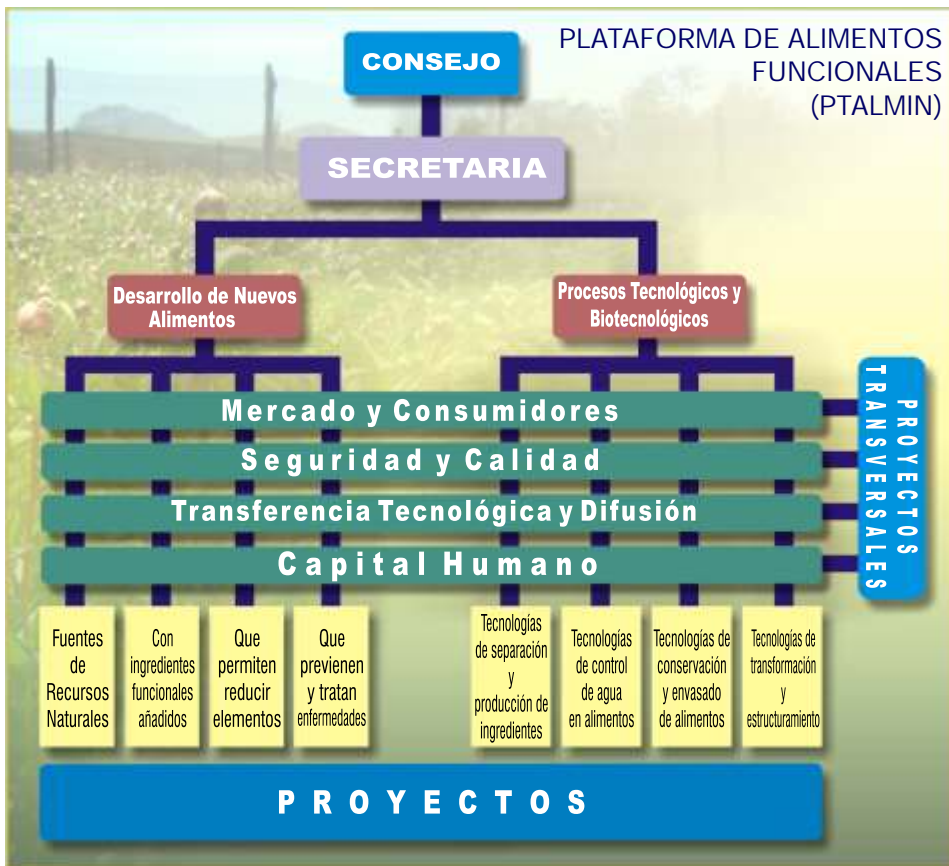 PLATAFORMA DE ALIMENTOS
FUNCIONALES
(PTALMIN)
CONSEJO
SECRETARIA
Desarrollo de Nuevos
Alimentos
Procesos Tecnológicos y
Biotecnológicos
Mercado y Consumidores
Seguridad y Calidad
Transferencia Tecnológica y Difusión
Capital Humano
PROYECTOS
TRANSVERSALES
Fuentes
de
Recursos
Naturales
Con
ingredientes
funcionales
añadidos
Que
permiten
reducir
elementos
Que
previenen
y tratan
enfermedades
Tecnologías
de separación
y
producción de
ingredientes
Tecnologías
de control
de agua
en alimentos
Tecnologías de
conservación
y envasado
de alimentos
Tecnologías de
transformación
y
estructuramiento
PROYECTOS